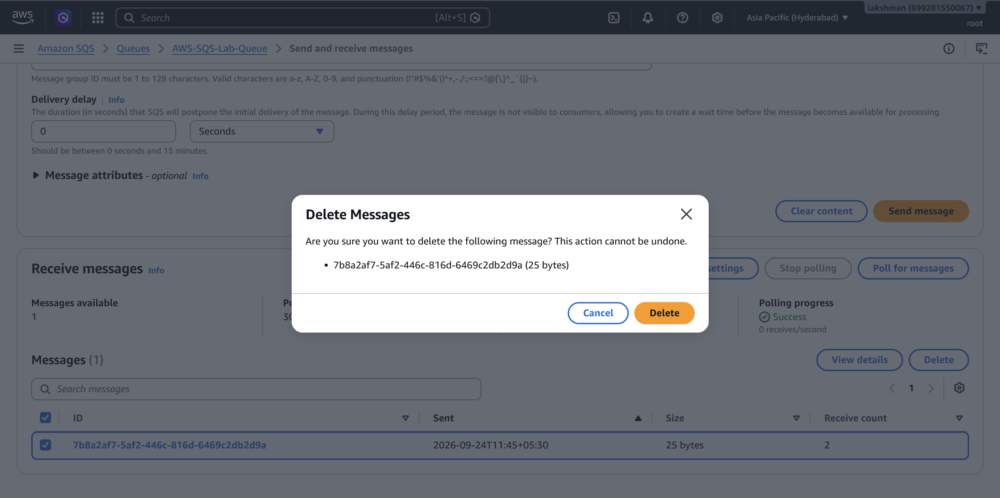 aws
Search
[Alt+S]
Asia Pacific (Hyderabad)
lakshman (699281550067)
root
Amazon SQS
Queues
AWS-SQS-Lab-Queue
Send and receive messages
Message group ID must be 1 to 128 characters. Valid characters are a-z, A-Z, 0-9, and punctuation (!"#$%&'()*+,-./:;<=>?@[\]^_`{|}~).
Delivery delay Info
The duration (in seconds) that SQS will postpone the initial delivery of the message. During this delay period, the message is not visible to consumers, allowing you to create a wait time before the message becomes available for processing.
0
Seconds
Should be between 0 seconds and 15 minutes.
Message attributes - optional Info
Clear content
Send message
Delete Messages
Are you sure you want to delete the following message? This action cannot be undone.
• 7b8a2af7-5af2-446c-816d-6469c2db2d9a (25 bytes)
Cancel
Delete
Receive messages Info
settings
Stop polling
Poll for messages
Messages available
1
30
Polling progress
Success
0 receives/second
Messages (1)
View details
Delete
Search messages
1
ID
Sent
Size
Receive count
7b8a2af7-5af2-446c-816d-6469c2db2d9a
2026-09-24T11:45+05:30
25 bytes
2